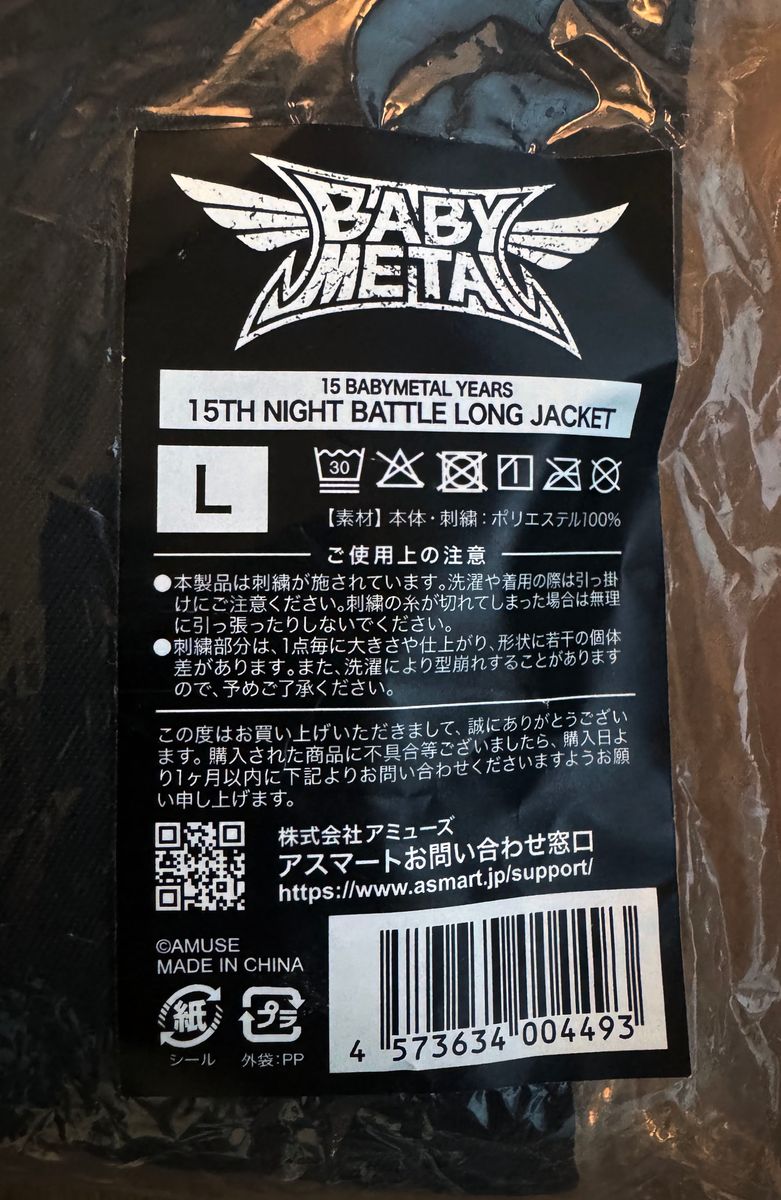 BABY
METAL
15 BABYMETAL YEARS
15TH NIGHT BATTLE LONG JACKET
L
30
【素材】本体・刺繍：ポリエステル100%
ご使用上の注意
●本製品は刺繍が施されています。洗濯や着用の際は引っ掛
けにご注意ください。刺繍の糸が切れてしまった場合は無理
に引っ張ったりしないでください。
●刺繍部分は、1点毎に大きさや仕上がり、形状に若干の個体
差があります。また、洗濯により型崩れすることがあります
ので、予めご了承ください。
この度はお買い上げいただきまして、誠にありがとうござい
ます。購入された商品に不具合等ございましたら、購入日よ
り1ヶ月以内に下記よりお問い合わせくださいますようお願
い申し上げます。
株式会社アミューズ
アスマートお問い合わせ窓口
https://www.asmart.jp/support/
©AMUSE
MADE IN CHINA
紙
シール
プラ
外袋：PP
4 573634 004493